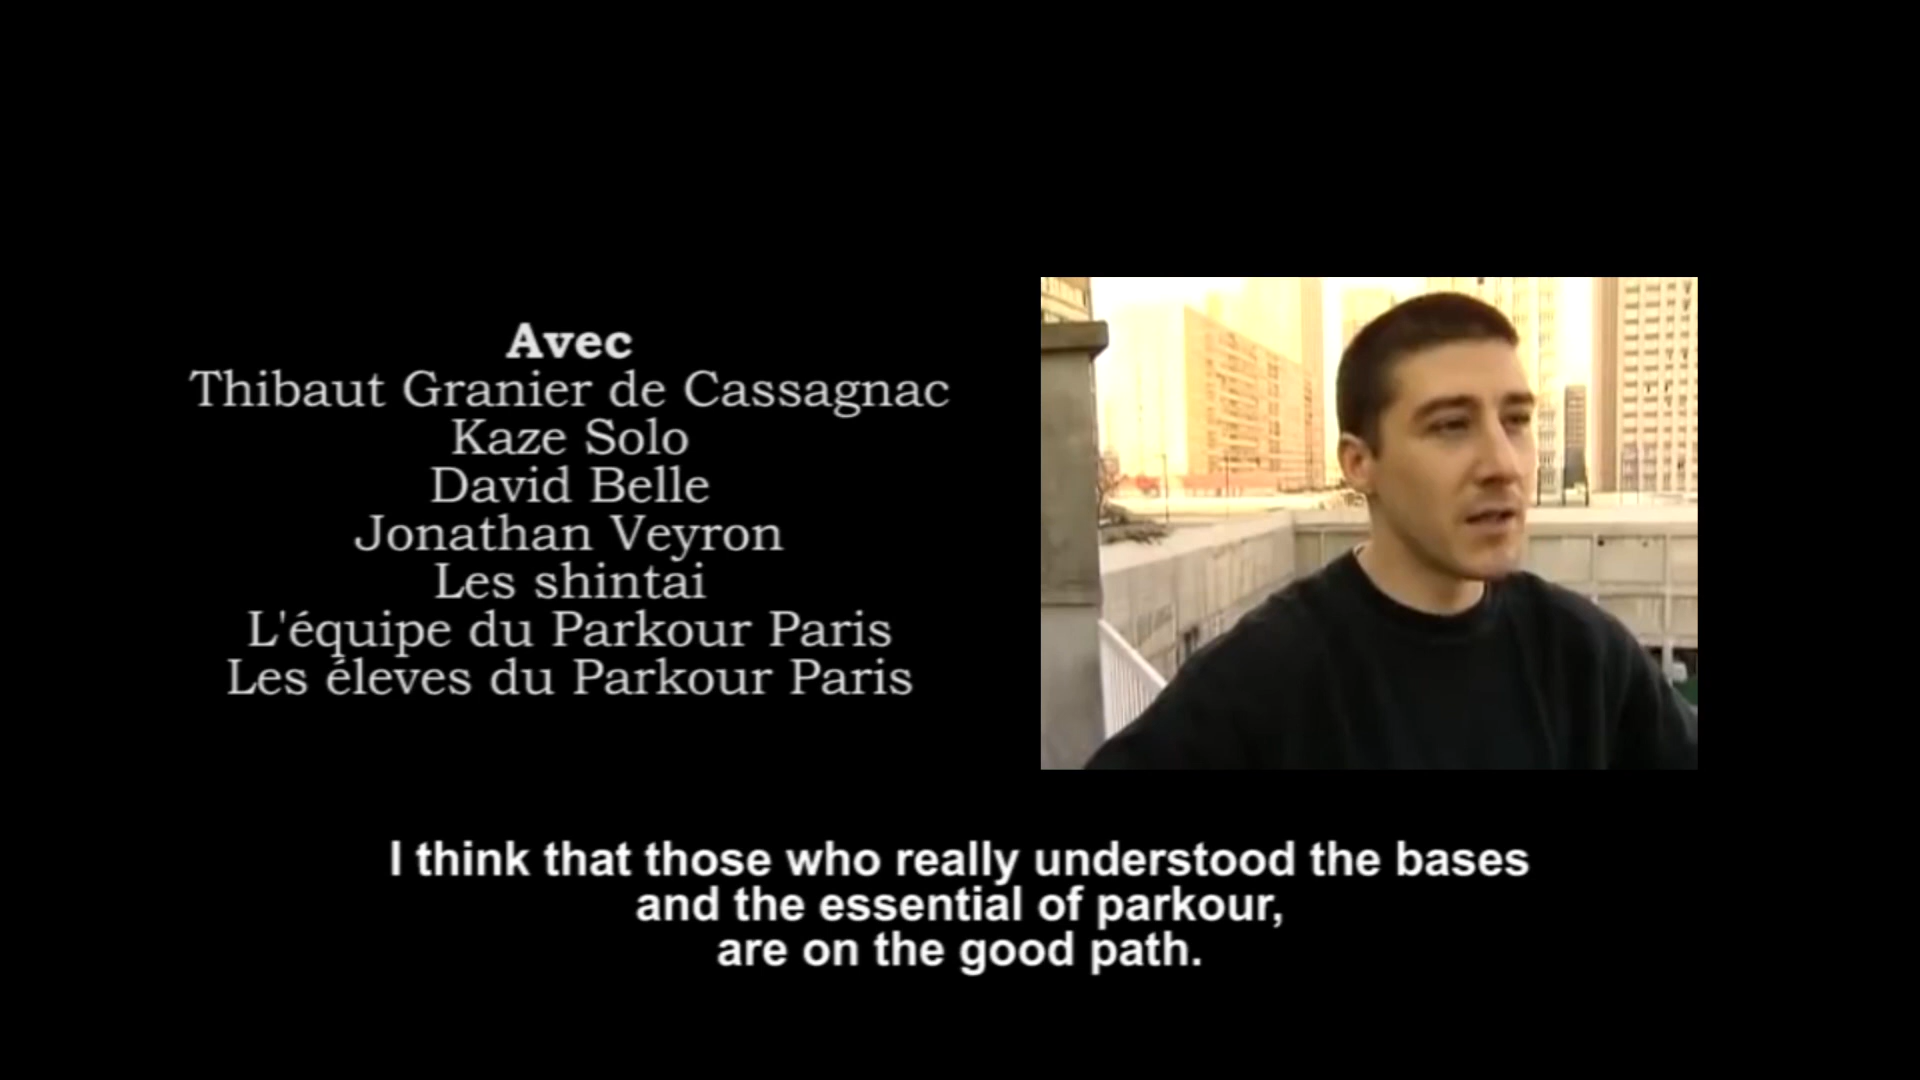 Avec
Thibaut Granier de Cassagnac
Kaze Solo
David Belle
Jonathan Veyron
Les shintai
L'équipe du Parkour Paris
Les éleves du Parkour Paris
I think that those who really understood the bases
and the essential of parkour,
are on the good path.